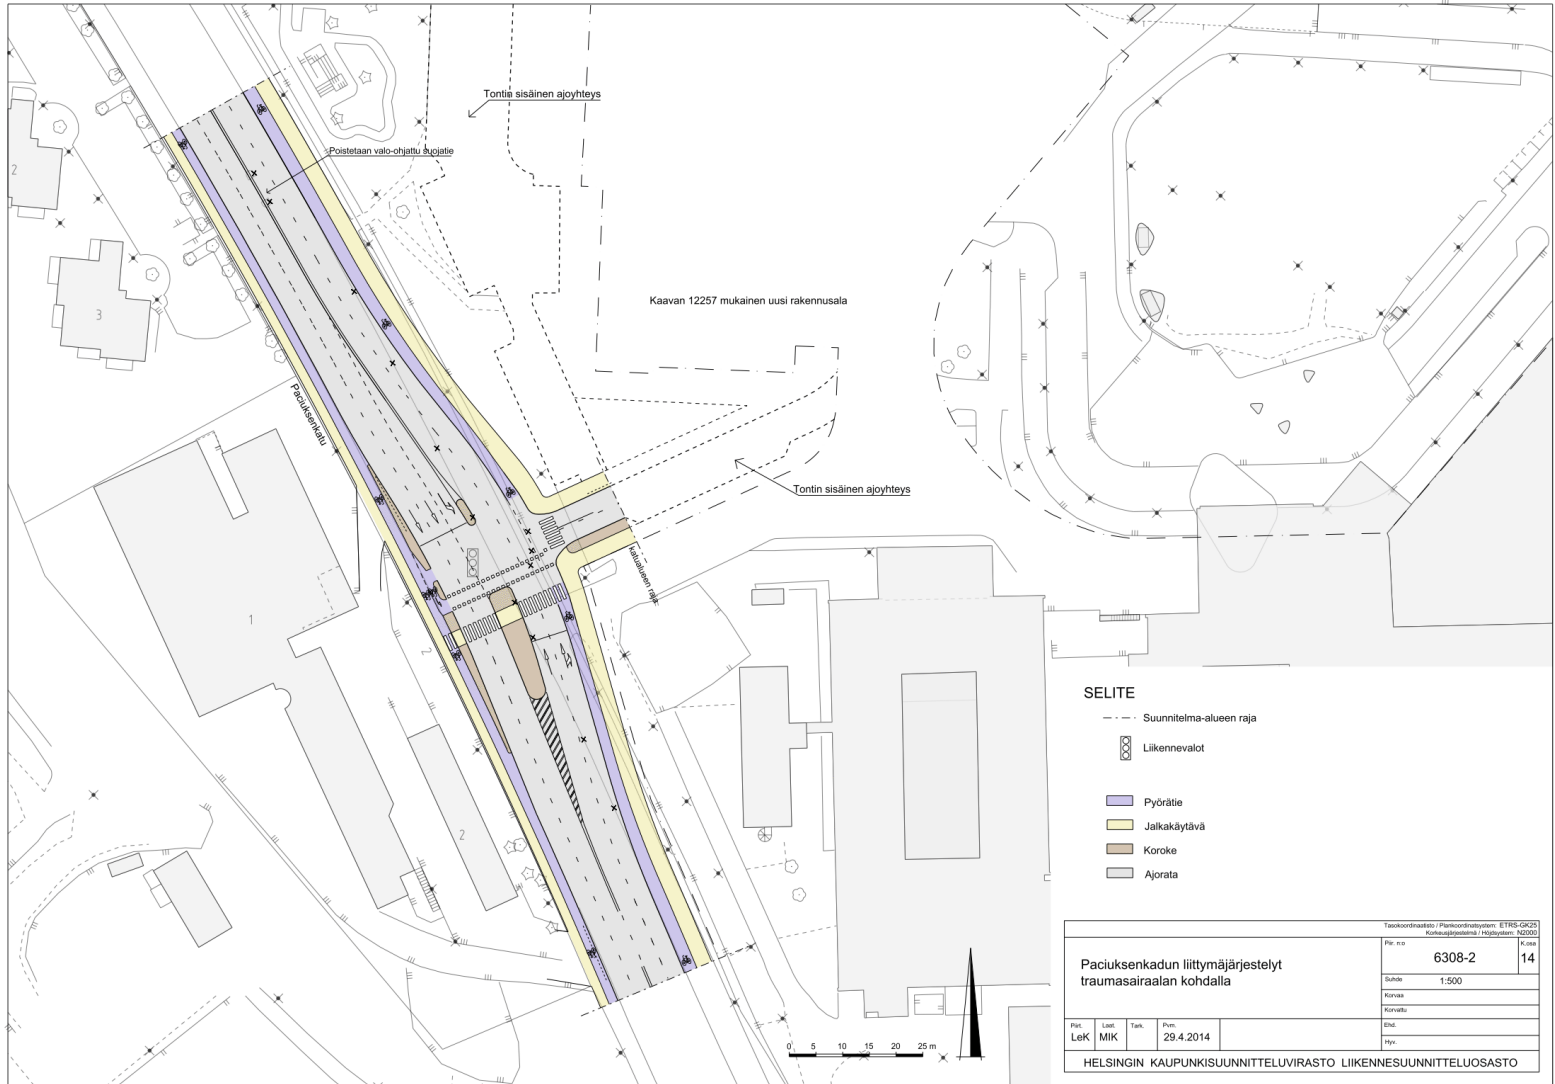 Tontin sisäinen ajoyhteys
Poistetaan valo-ohjattu suojatie
2
3
Kaavan 12257 mukainen uusi rakennusala
Paciuksenkatu
Tontin sisäinen ajoyhteys
katualueen raja
1
2
2
SELITE
Suunnitelma-alueen raja
Liikennevalot
Pyörätie
Jalkakäytävä
Koroke
Ajorata
Tasokoordinaatisto / Plankoordinatsystem: ETRS-GK25
Korkeusjärjestelmä / Höjdsystem: N2000
Paciuksenkadun liittymäjärjestelyt
traumasairaalan kohdalla
Piir. n:o
6308-2
K.osa
14
Suhde 1:500
Korvaa
Korvattu
Piirt. LeK
Laat. MIK
Tark.
Pvm. 29.4.2014
Ehd.
Hyv.
HELSINGIN KAUPUNKISUUNNITTELUVIRASTO LIIKENNESUUNNITTELUOSASTO
0 5 10 15 20 25 m